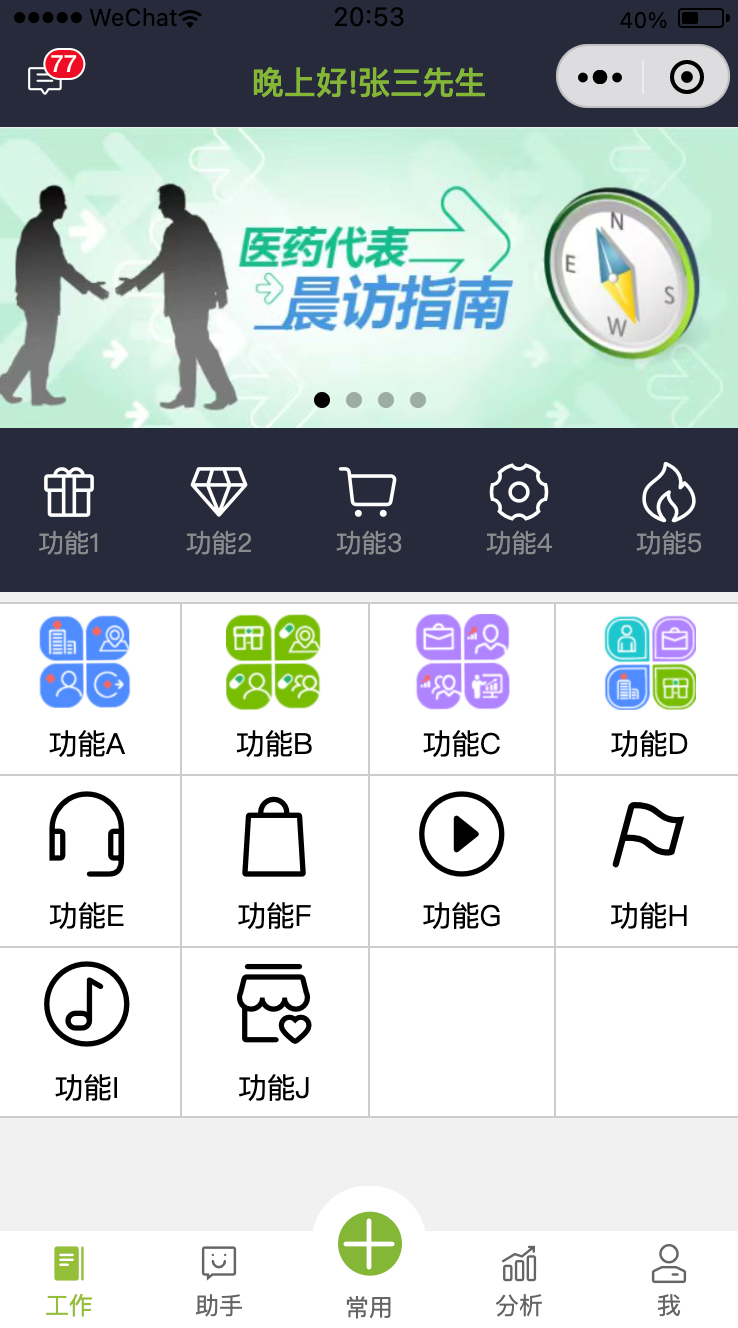 WeChat 20:53 40%
77
晚上好!张三先生
医药代表
晨访指南
N
E
S
W
功能1 功能2 功能3 功能4 功能5
功能A 功能B 功能C 功能D
功能E 功能F 功能G 功能H
功能I 功能J
工作 助手 常用 分析 我